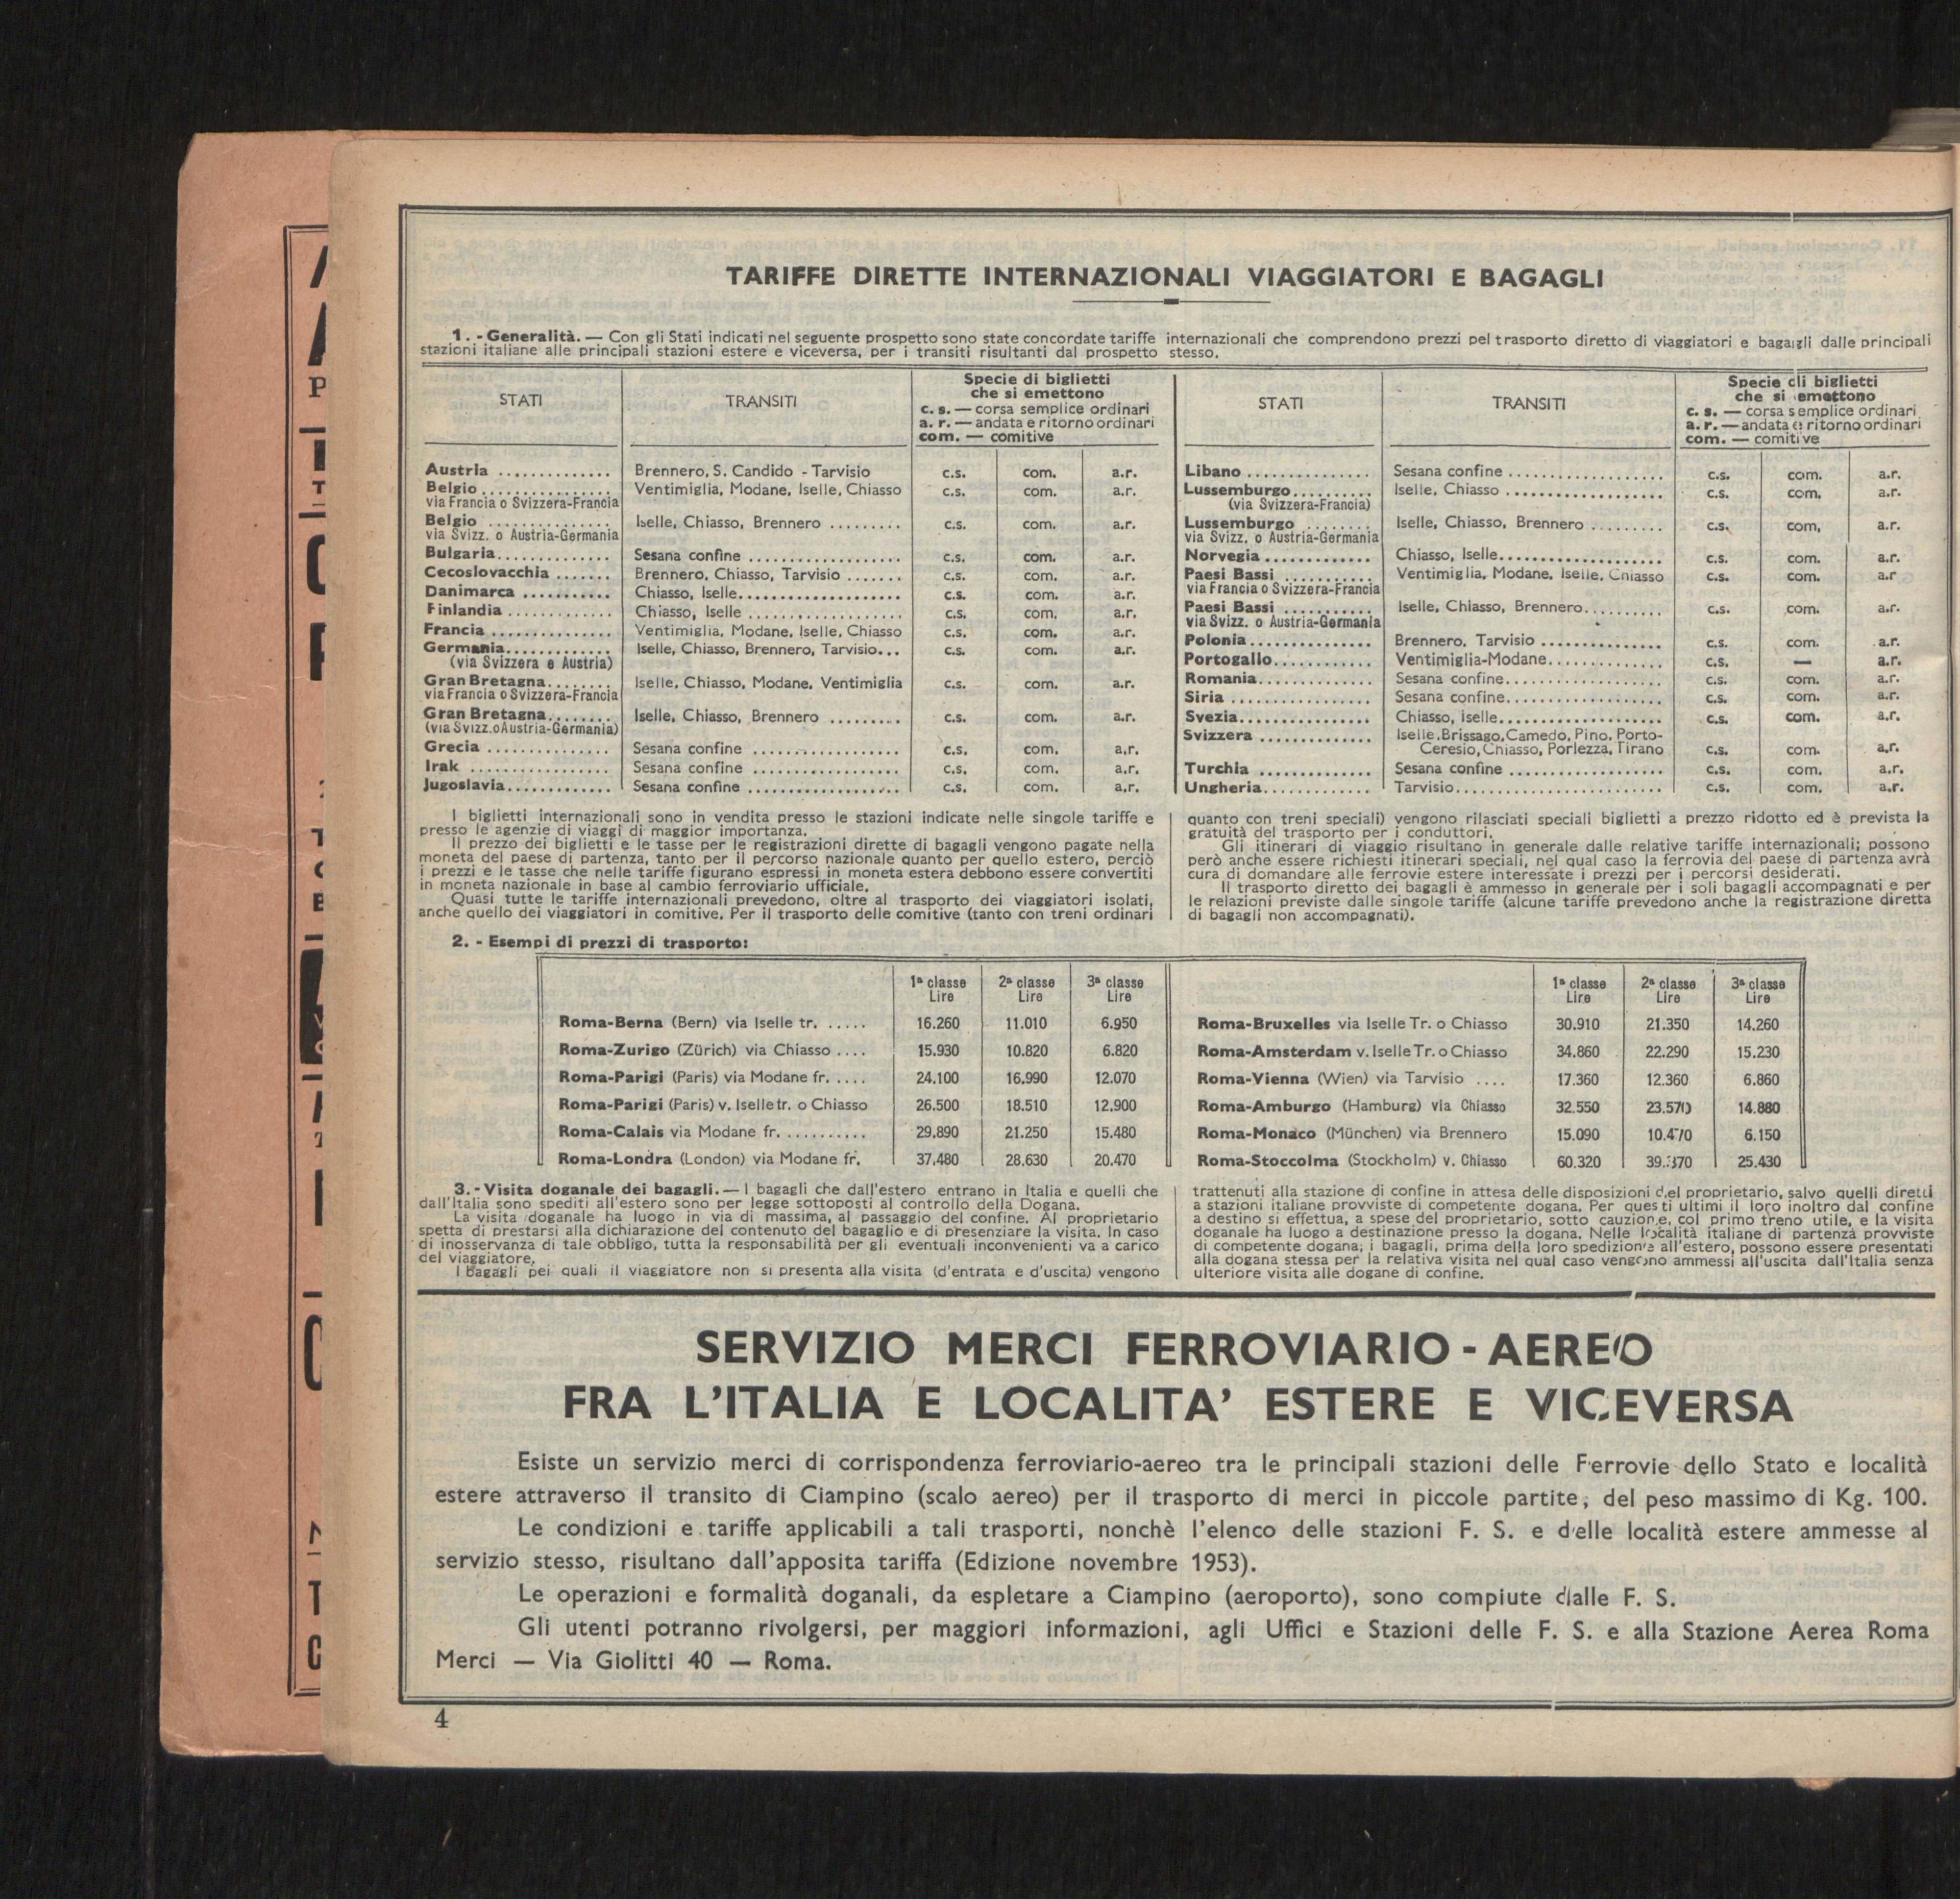 TARIFFE DIRETTE INTERNAZIONALI VIAGGIATORI E BAGAGLI
1. - Generalità. — Con gli Stati indicati nel seguente prospetto sono state concordate tariffe internazionali che comprendono prezzi pel trasporto diretto di viaggiatori e bagagli dalle principali
stazioni italiane alle principali stazioni estere e viceversa, per i transiti risultanti dal prospetto stesso.
STATI TRANSITI Specie di biglietti
che si emettono
c. s. — corsa semplice ordinari
a. r. — andata e ritorno ordinari
com. — comitive
Austria .............. Brennero, S. Candido - Tarvisio c.s. com. a.r.
Belgio ................ Ventimiglia, Modane, Iselle, Chiasso c.s. com. a.r.
via Francia o Svizzera-Francia
Belgio ............... Iselle, Chiasso, Brennero ......... c.s. com. a.r.
via Svizz. o Austria-Germania
Bulgaria.............. Sesana confine ................... c.s. com. a.r.
Cecoslovacchia ....... Brennero, Chiasso, Tarvisio ....... c.s. com. a.r.
Danimarca ........... Chiasso, Iselle.................... c.s. com. a.r.
Finlandia ............. Chiasso, Iselle ................... c.s. com. a.r.
Francia ............... Ventimiglia, Modane, Iselle, Chiasso c.s. com. a.r.
Germania............. Iselle, Chiasso, Brennero, Tarvisio... c.s. com. a.r.
(via Svizzera e Austria)
Gran Bretagna........ Iselle, Chiasso, Modane, Ventimiglia c.s. com. a.r.
via Francia o Svizzera-Francia
Gran Bretagna........ Iselle, Chiasso, Brennero ......... c.s. com. a.r.
(via Svizz.o Austria-Germania)
Grecia ............... Sesana confine .................. c.s. com. a.r.
Irak ................. Sesana confine .................. c.s. com. a.r.
Jugoslavia............. Sesana confine ................... c.s. com. a.r.
STATI TRANSITI Specie di biglietti
che si emettono
c. s. — corsa semplice ordinari
a. r. — andata e ritorno ordinari
com. — comitive
Libano ............... Sesana confine ................... c.s. com. a.r.
Lussemburgo.......... Iselle, Chiasso .................... c.s. com. a.r.
(via Svizzera-Francia)
Lussemburgo ........ Iselle, Chiasso, Brennero ......... c.s. com. a.r.
via Svizz. o Austria-Germania
Norvegia ............. Chiasso, Iselle.................... c.s. com. a.r.
Paesi Bassi ........... Ventimiglia, Modane, Iselle, Chiasso c.s. com. a.r
via Francia o Svizzera-Francia
Paesi Bassi ........... Iselle, Chiasso, Brennero.......... c.s. com. a.r.
via Svizz. o Austria-Germania
Polonia............... Brennero, Tarvisio ............... c.s. com. a.r.
Portogallo............ Ventimiglia-Modane.............. c.s. — a.r.
Romania.............. Sesana confine................... c.s. com. a.r.
Siria ................. Sesana confine................... c.s. com. a.r.
Svezia................ Chiasso, Iselle.................... c.s. com. a.r.
Svizzera .............. Iselle, Brissago, Camedo, Pino, Porto-
Ceresio, Chiasso, Porlezza, Tirano c.s. com. a.r.
Turchia .............. Sesana confine ................... c.s. com. a.r.
Ungheria............. Tarvisio.......................... c.s. com. a.r.
I biglietti internazionali sono in vendita presso le stazioni indicate nelle singole tariffe e
presso le agenzie di viaggi di maggior importanza.
Il prezzo dei biglietti e le tasse per le registrazioni dirette di bagagli vengono pagate nella
moneta del paese di partenza, tanto per il percorso nazionale quanto per quello estero, perciò
i prezzi e le tasse che nelle tariffe figurano espressi in moneta estera debbono essere convertiti
in moneta nazionale in base al cambio ferroviario ufficiale.
Quasi tutte le tariffe internazionali prevedono, oltre al trasporto dei viaggiatori isolati,
anche quello dei viaggiatori in comitive. Per il trasporto delle comitive (tanto con treni ordinari
quanto con treni speciali) vengono rilasciati speciali biglietti a prezzo ridotto ed è prevista la
gratuità del trasporto per i conduttori.
Gli itinerari di viaggio risultano in generale dalle relative tariffe internazionali; possono
però anche essere richiesti itinerari speciali, nel qual caso la ferrovia del paese di partenza avrà
cura di domandare alle ferrovie estere interessate i prezzi per i percorsi desiderati.
Il trasporto diretto dei bagagli è ammesso in generale per i soli bagagli accompagnati e per
le relazioni previste dalle singole tariffe (alcune tariffe prevedono anche la registrazione diretta
di bagagli non accompagnati).
2. - Esempi di prezzi di trasporto:
1ª classe Lire 2ª classe Lire 3ª classe Lire
Roma-Berna (Bern) via Iselle tr. ..... 16.260 11.010 6.950
Roma-Zurigo (Zürich) via Chiasso .... 15.930 10.820 6.820
Roma-Parigi (Paris) via Modane fr. .... 24.100 16.990 12.070
Roma-Parigi (Paris) v. Iselle tr. o Chiasso 26.500 18.510 12.900
Roma-Calais via Modane fr. .......... 29.890 21.250 15.480
Roma-Londra (London) via Modane fr. 37.480 28.630 20.470
1ª classe Lire 2ª classe Lire 3ª classe Lire
Roma-Bruxelles via Iselle Tr. o Chiasso 30.910 21.350 14.260
Roma-Amsterdam v. Iselle Tr. o Chiasso 34.860 22.290 15.230
Roma-Vienna (Wien) via Tarvisio .... 17.360 12.360 6.860
Roma-Amburgo (Hamburg) via Chiasso 32.550 23.570 14.880
Roma-Monaco (München) via Brennero 15.090 10.470 6.150
Roma-Stoccolma (Stockholm) v. Chiasso 60.320 25.430
3. - Visita doganale dei bagagli. — I bagagli che dall'estero entrano in Italia e quelli che
dall'Italia sono spediti all'estero sono per legge sottoposti al controllo della Dogana.
La visita doganale ha luogo in via di massima, al passaggio del confine. Al proprietario
spetta di prestarsi alla dichiarazione del contenuto del bagaglio e di presenziare la visita. In caso
di inosservanza di tale obbligo, tutta la responsabilità per gli eventuali inconvenienti va a carico
del viaggiatore.
I bagagli pei quali il viaggiatore non si presenta alla visita (d'entrata e d'uscita) vengono
trattenuti alla stazione di confine in attesa delle disposizioni del proprietario, salvo quelli diretti
a stazioni italiane provviste di competente dogana. Per questi ultimi il loro inoltro dal confine
a destino si effettua, a spese del proprietario, sotto cauzione, col primo treno utile, e la visita
doganale ha luogo a destinazione presso la dogana. Nelle località italiane di partenza provviste
di competente dogana; i bagagli, prima della loro spedizione all'estero, possono essere presentati
alla dogana stessa per la relativa visita nel qual caso vengono ammessi all'uscita dall'Italia senza
ulteriore visita alle dogane di confine.
SERVIZIO MERCI FERROVIARIO - AEREO
FRA L'ITALIA E LOCALITA' ESTERE E VICEVERSA
Esiste un servizio merci di corrispondenza ferroviario-aereo tra le principali stazioni delle Ferrovie dello Stato e località
estere attraverso il transito di Ciampino (scalo aereo) per il trasporto di merci in piccole partite, del peso massimo di Kg. 100.
Le condizioni e tariffe applicabili a tali trasporti, nonchè l'elenco delle stazioni F. S. e delle località estere ammesse al
servizio stesso, risultano dall'apposita tariffa (Edizione novembre 1953).
Le operazioni e formalità doganali, da espletare a Ciampino (aeroporto), sono compiute dalle F. S.
Gli utenti potranno rivolgersi, per maggiori informazioni, agli Uffici e Stazioni delle F. S. e alla Stazione Aerea Roma
Merci — Via Giolitti 40 — Roma.
4